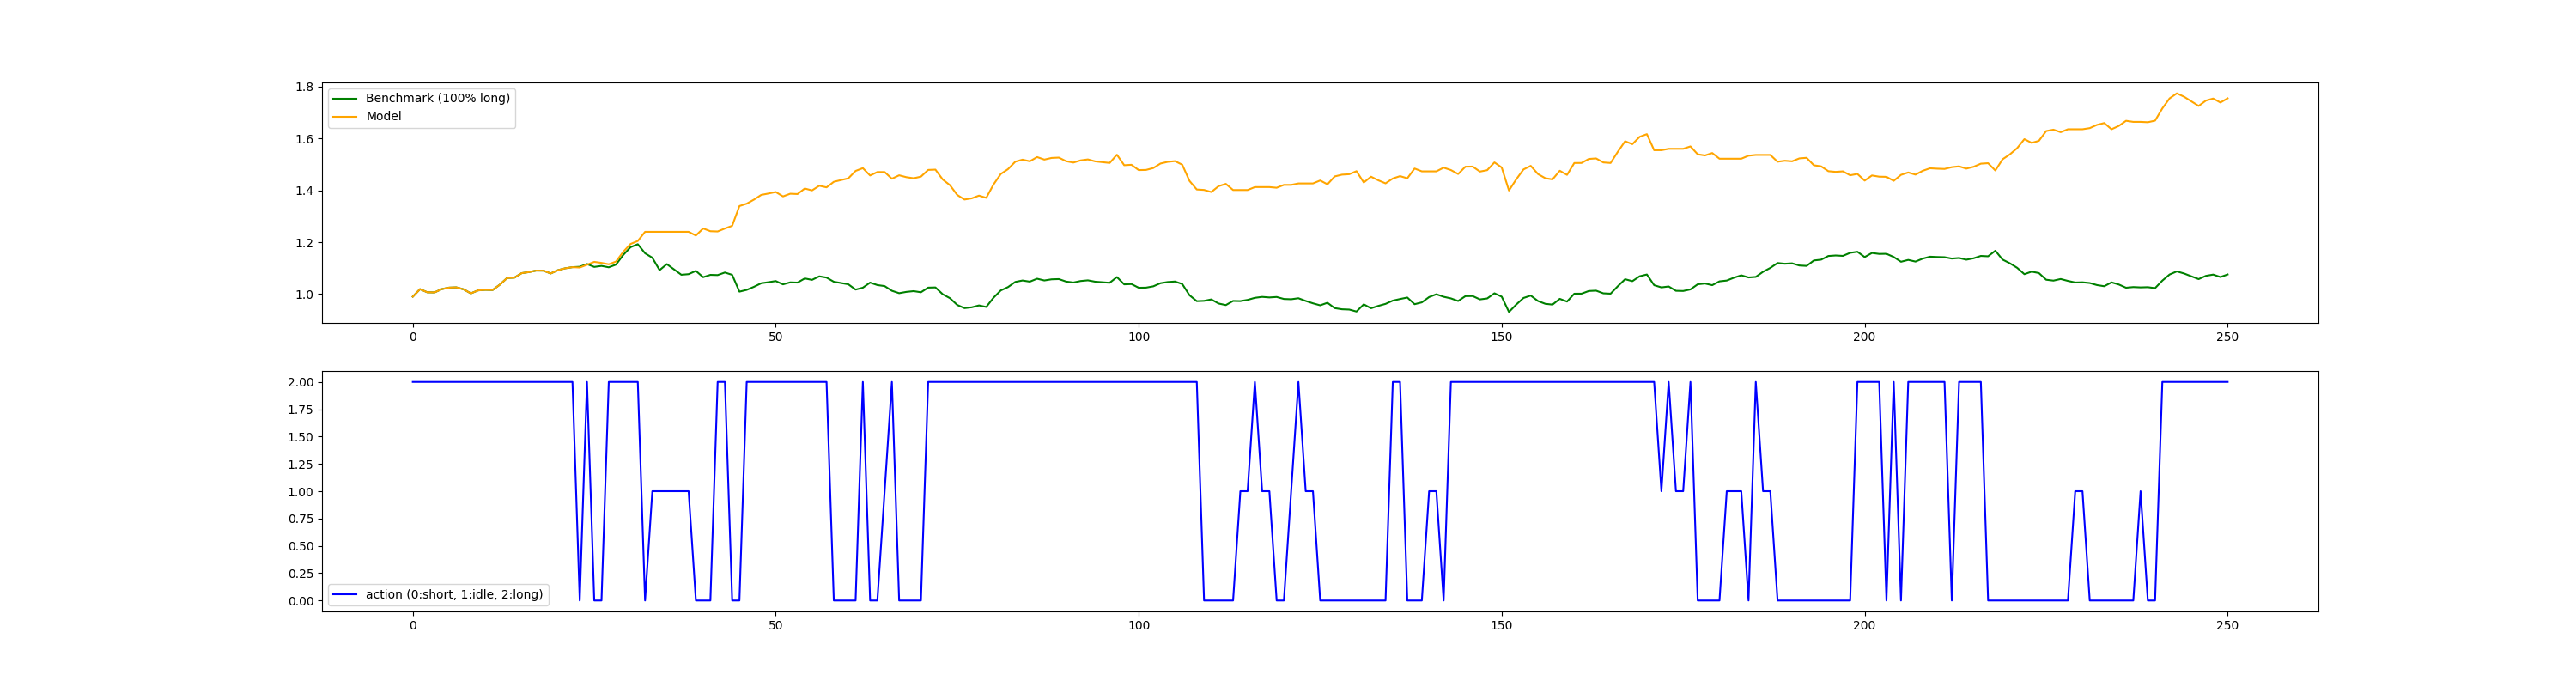 1.8
1.6
1.4
1.2
1.0
Benchmark (100% long)
Model
0 50 100 150 200 250
2.00
1.75
1.50
1.25
1.00
0.75
0.50
0.25
0.00
action (0:short, 1:idle, 2:long)
0 50 100 150 200 250